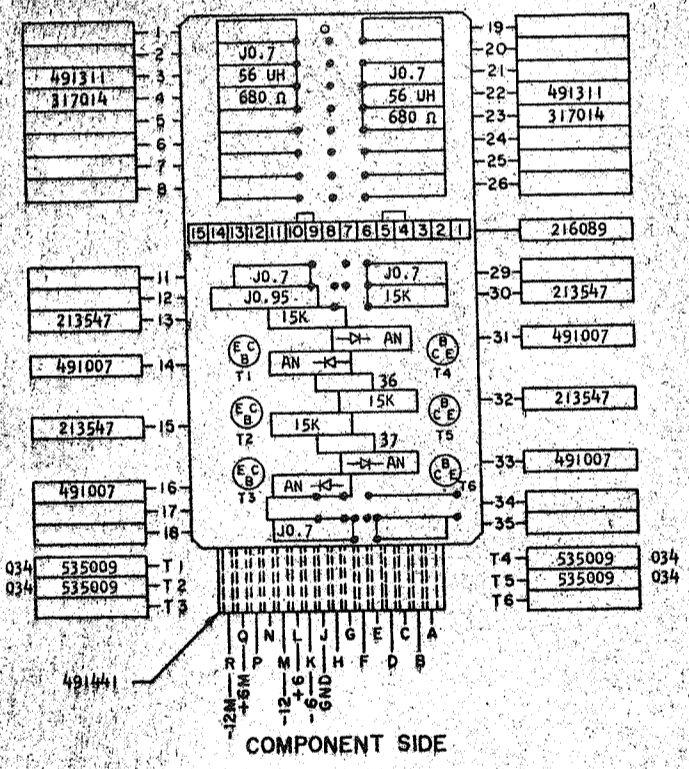 1
2
491311 3
317014 4
5
6
7
8
J0.7
56 UH
680 Ω
J0.7
56 UH
680 Ω
19
20
21
22 491311
23 317014
24
25
26
15 14 13 12 11 10 9 8 7 6 5 4 3 2 1
216089
11
12
213547 13
491007 14
213547 15
491007 16
17
18
034 535009 T1
034 535009 T2
T3
J0.7 J0.7
J0.95 15K
15K
AN
E C B T1
AN
B C E T4
36
15K
E C B T2
15K
B C E T5
37
AN
E C B T3
AN
B C E T6
J0.7
29
30 213547
31 491007
32 213547
33 491007
34
35
T4 535009 034
T5 535009 034
T6
Q N L J G E C A
R P M K H F D B
491441
-12M
+6M
-12
+6
-6
GND
COMPONENT SIDE